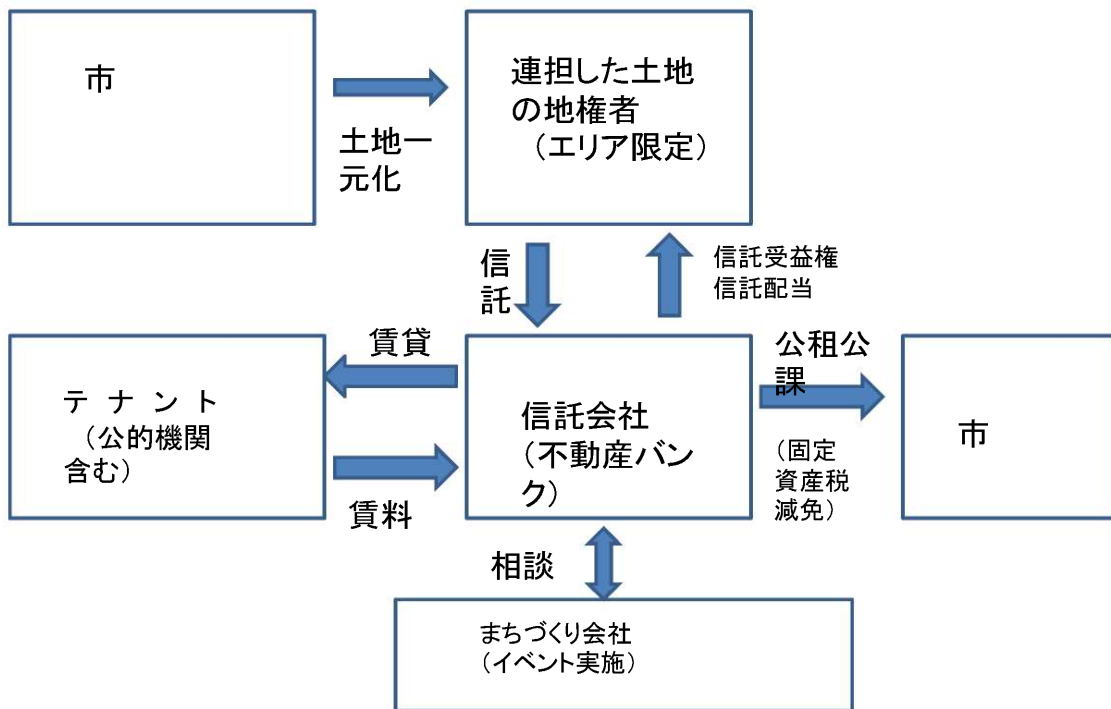 市
土地一
元化
連担した土地
の地権者
（エリア限定）
信
託
信託受益権
信託配当
テ ナ ン ト
（公的機関
含む）
賃貸
賃料
信託会社
（不動産バン
ク）
公租公
課
（固定
資産税
減免）
市
相談
まちづくり会社
（イベント実施）